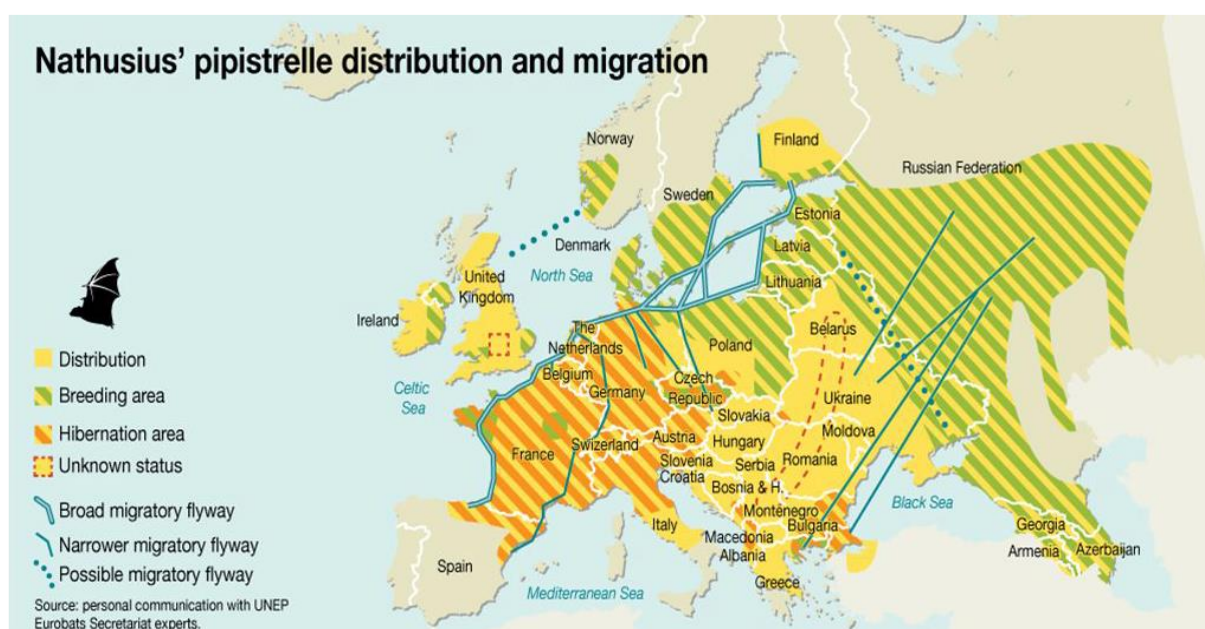 Nathusius' pipistrelle distribution and migration
Norway
Finland
Russian Federation
Sweden
Estonia
Denmark
Latvia
North Sea
United
Kingdom
Lithuania
Ireland
The
Netherlands
Belarus
Poland
Distribution
Belgium
Czech
Republic
Breeding area
Celtic
Sea
Germany
Ukraine
Slovakia
Hibernation area
France
Swizerland
Austria
Hungary
Moldova
Unknown status
Slovenia
Croatia
Serbia
Romania
Bosnia & H.
Broad migratory flyway
Montenegro
Black Sea
Italy
Bulgaria
Georgia
Narrower migratory flyway
Macedonia
Armenia
Azerbaijan
Albania
Possible migratory flyway
Spain
Greece
Mediterranean Sea
Source: personal communication with UNEP
Eurobats Secretariat experts.